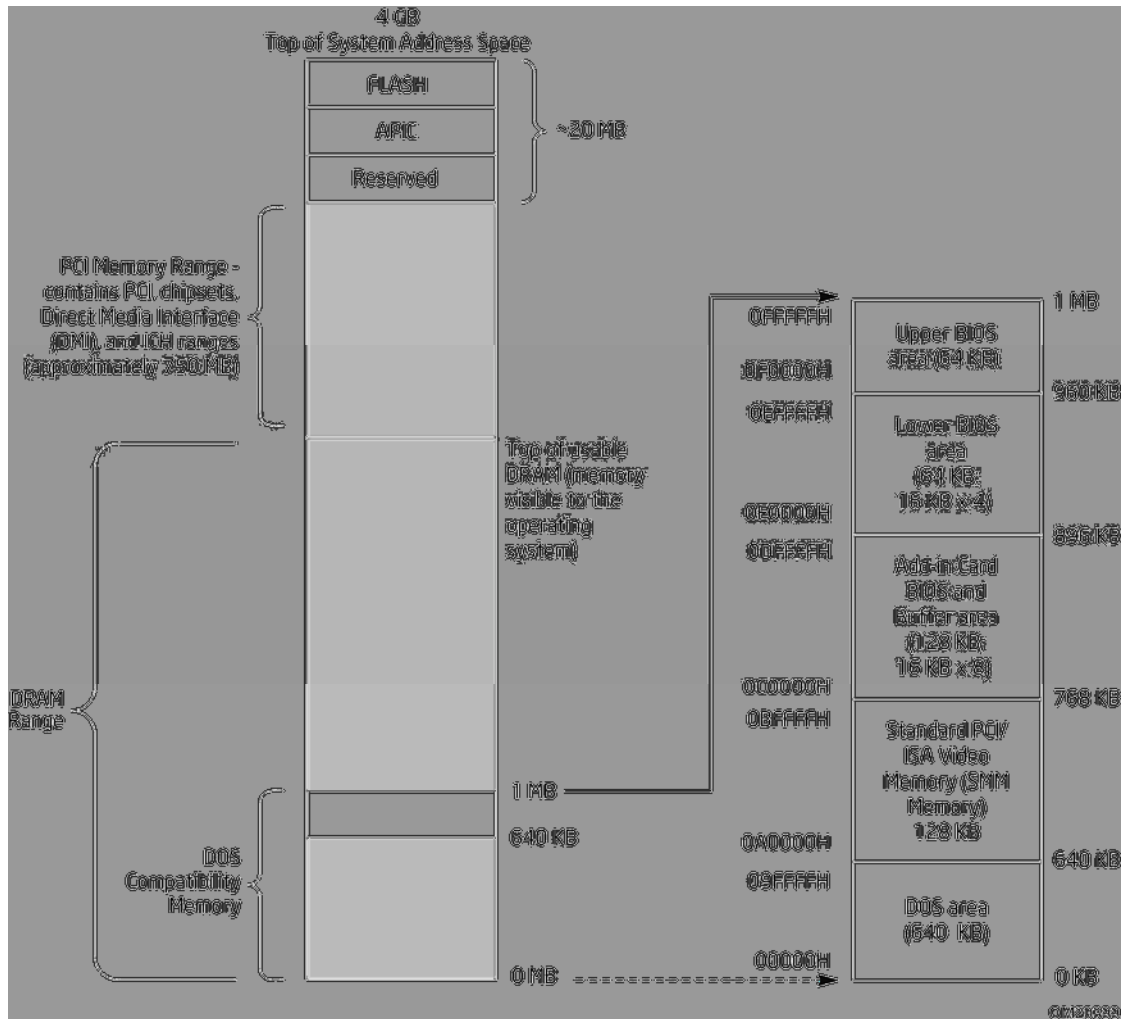 4 GB
Top of System Address Space
FLASH
APIC
Reserved
~20 MB
PCI Memory Range -
contains PCI, chipsets,
Direct Media Interface
(DMI), and ICH ranges
(approximately 750 MB)
Top of usable
DRAM (memory
visible to the
operating
system)
DRAM
Range
1 MB
640 KB
DOS
Compatibility
Memory
0 MB
0FFFFFH
1 MB
Upper BIOS
area (64 KB)
0F0000H
960 KB
0EFFFFH
Lower BIOS
area
(64 KB;
16 KB x 4)
0E0000H
896 KB
0DFFFFH
Add-in Card
BIOS and
Buffer area
(128 KB;
16 KB x 8)
0C0000H
768 KB
0BFFFFH
Standard PCI/
ISA Video
Memory (SMM
Memory)
128 KB
0A0000H
640 KB
09FFFFH
DOS area
(640 KB)
00000H
0 KB